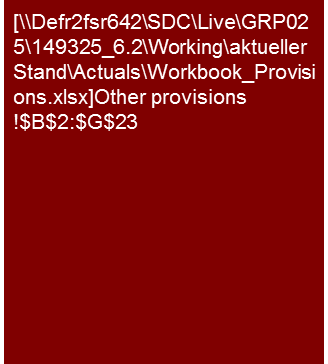 [\\Defr2fsr642\SDC\Live\GRP02
5\149325_6.2\Working\aktueller
Stand\Actuals\Workbook_Provisi
ons.xlsx]Other provisions
!$B$2:$G$23